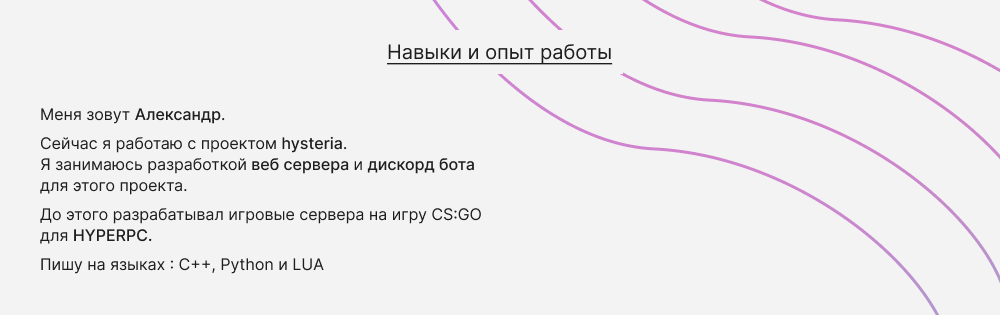 Навыки и опыт работы
Меня зовут Александр.
Сейчас я работаю с проектом hysteria.
Я занимаюсь разработкой веб сервера и дискорд бота
для этого проекта.
До этого разрабатывал игровые сервера на игру CS:GO
для HYPERPC.
Пишу на языках : C++, Python и LUA